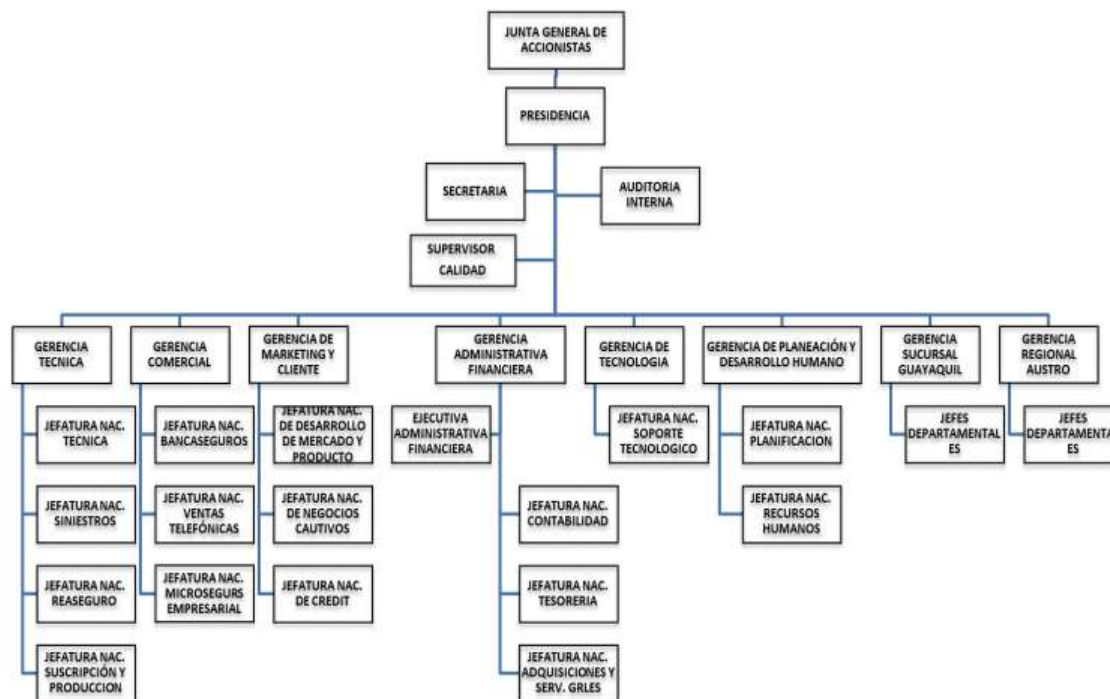 JUNTA GENERAL DE
ACCIONISTAS
PRESIDENCIA
SECRETARIA
AUDITORIA
INTERNA
SUPERVISOR
CALIDAD
GERENCIA
TECNICA
GERENCIA
COMERCIAL
GERENCIA DE
MARKETING Y
CLIENTE
GERENCIA
ADMINISTRATIVA
FINANCIERA
GERENCIA DE
TECNOLOGIA
GERENCIA DE PLANEACIÓN Y
DESARROLLO HUMANO
GERENCIA
SUCURSAL
GUAYAQUIL
GERENCIA
REGIONAL
AUSTRO
JEFATURA NAC.
TECNICA
JEFATURA NAC.
BANCASEGUROS
JEFATURA NAC.
DE DESARROLLO
DE MERCADO Y
PRODUCTO
EJECUTIVA
ADMINISTRATIVA
FINANCIERA
JEFATURA NAC.
SOPORTE
TECNOLOGICO
JEFATURA NAC.
PLANIFICACION
JEFES
DEPARTAMENTAL
ES
JEFES
DEPARTAMENTAL
ES
JEFATURA NAC.
SINIESTROS
JEFATURA NAC.
VENTAS
TELEFÓNICAS
JEFATURA NAC.
DE NEGOCIOS
CAUTIVOS
JEFATURA NAC.
CONTABILIDAD
JEFATURA NAC.
RECURSOS
HUMANOS
JEFATURA NAC.
REASEGURO
JEFATURA NAC.
MICROSEGURS
EMPRESARIAL
JEFATURA NAC.
DE CREDIT
JEFATURA NAC.
TESORERIA
JEFATURA NAC.
SUSCRIPCIÓN Y
PRODUCCION
JEFATURA NAC.
ADQUISICIONES Y
SERV. GRLES